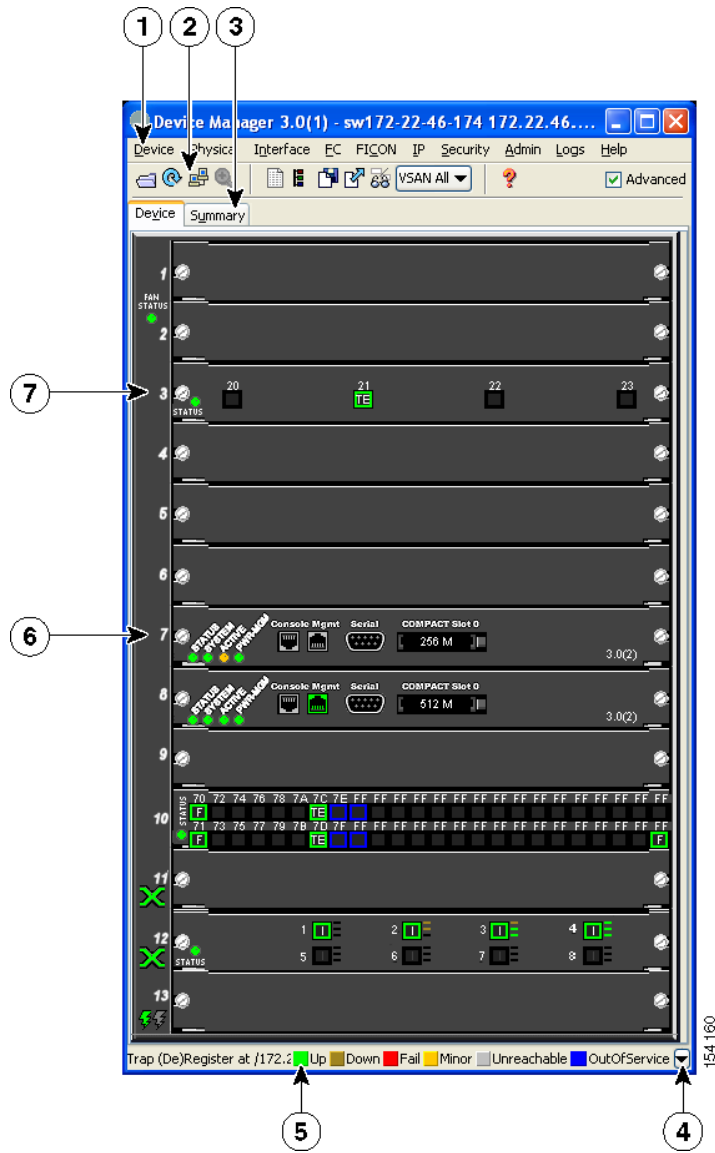 1 2 3
Device Manager 3.0(1) - sw172-22-46-174 172.22.46....
Device Physical Interface FC FICON IP Security Admin Logs Help
VSAN All ? Advanced
Device Summary
1
FAN
STATUS
2
20 21 22 23
7
3
TE
STATUS
4
5
6
STATUS SYSTEM ACTIVE PWR-MGM
Console Mgmt Serial COMPACT Slot 0
6
7
256 M
3.0(2)
STATUS SYSTEM ACTIVE PWR-MGM
Console Mgmt Serial COMPACT Slot 0
8
512 M
3.0(2)
9
70 72 74 76 78 7A 7C 7E FF FF FF FF FF FF FF FF FF FF FF FF FF FF FF FF
STATUS
F TE
10
71 73 75 77 79 7B 7D 7F FF FF FF FF FF FF FF FF FF FF FF FF FF FF FF FF
F TE F
11
1 2 3 4
12
5 6 7 8
STATUS
13
Trap (De)Register at /172.2 Up Down Fail Minor Unreachable OutOfService
154160
5 4